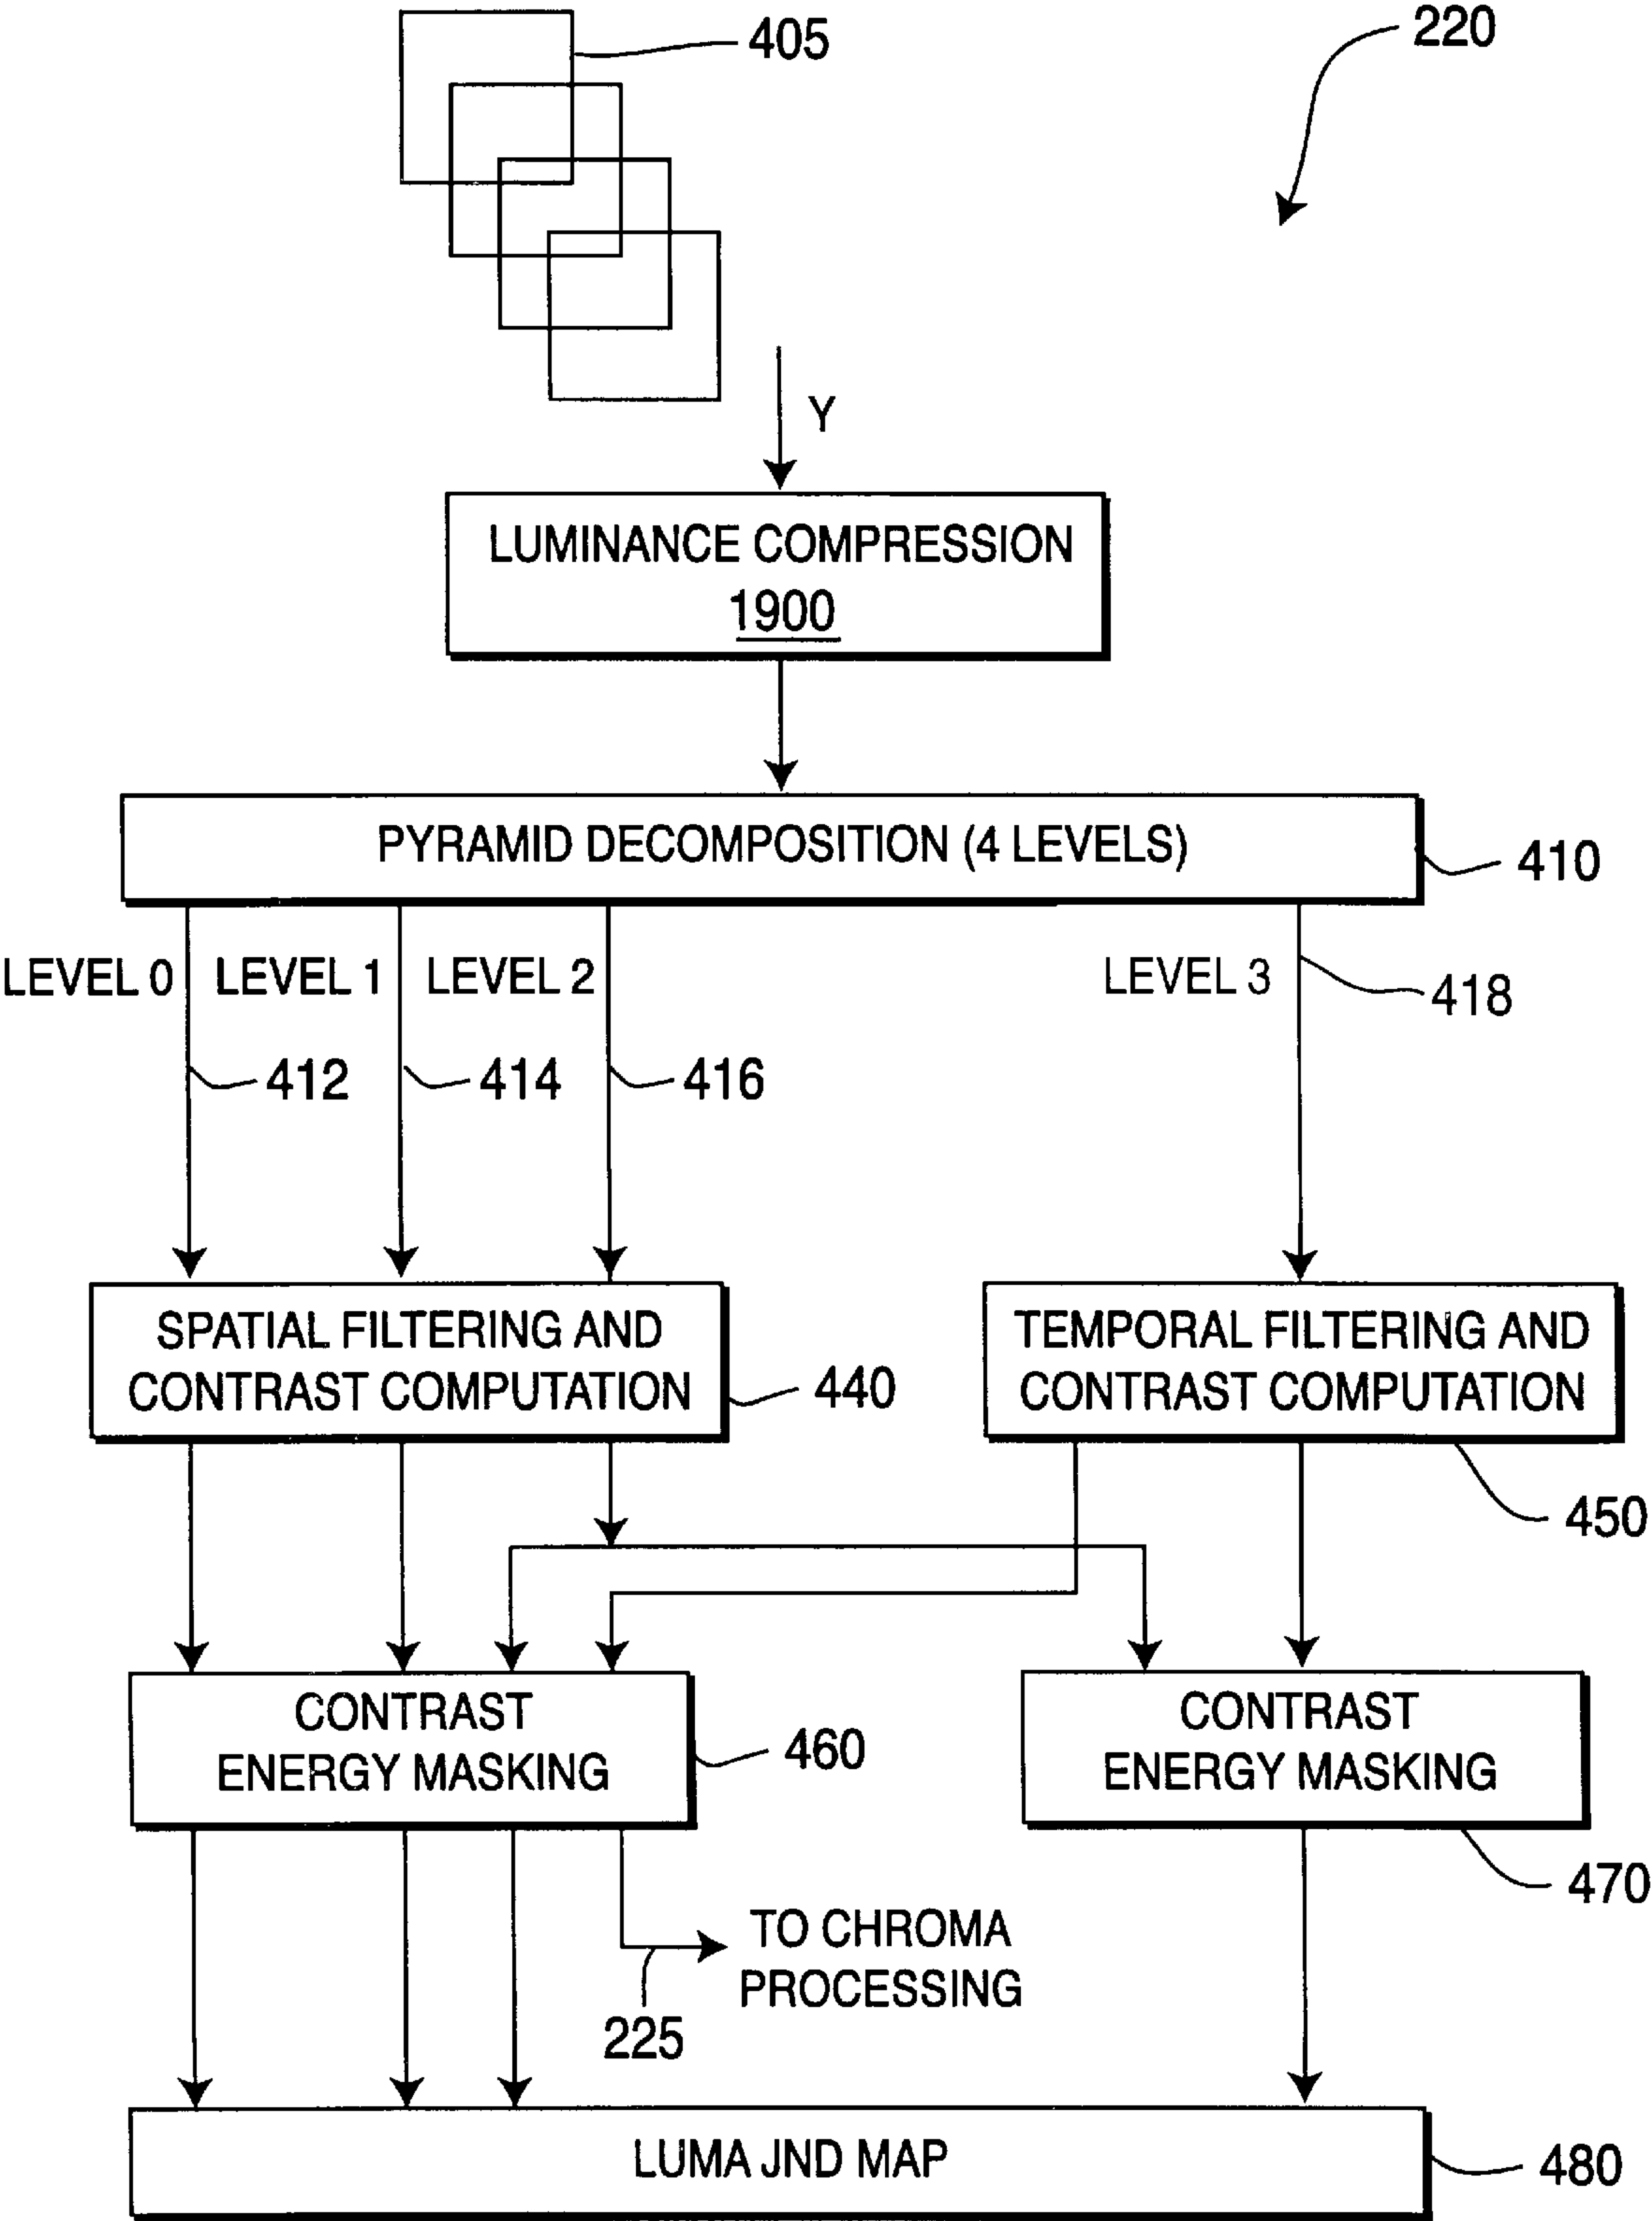 405
220
Y
LUMINANCE COMPRESSION
1900
PYRAMID DECOMPOSITION (4 LEVELS)
410
LEVEL 0
LEVEL 1
LEVEL 2
LEVEL 3
418
412
414
416
SPATIAL FILTERING AND
CONTRAST COMPUTATION
440
TEMPORAL FILTERING AND
CONTRAST COMPUTATION
450
CONTRAST
ENERGY MASKING
460
CONTRAST
ENERGY MASKING
470
TO CHROMA
PROCESSING
225
LUMA JND MAP
480